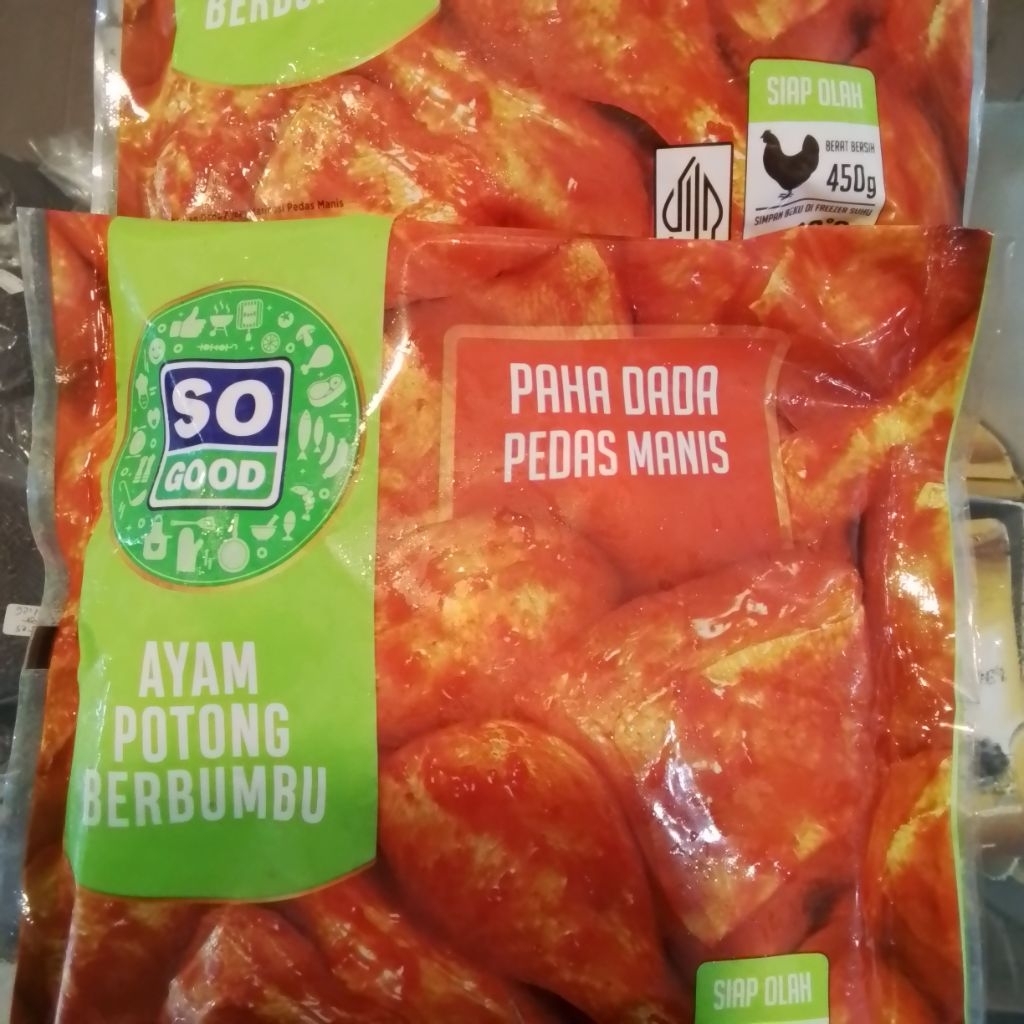 SIAP OLAH
BERAT BERSIH
450g
SIMPAN BEKU DI FREEZER SUHU
SO
GOOD
PAHA DADA
PEDAS MANIS
AYAM
POTONG
BERBUMBU
SIAP OLAH